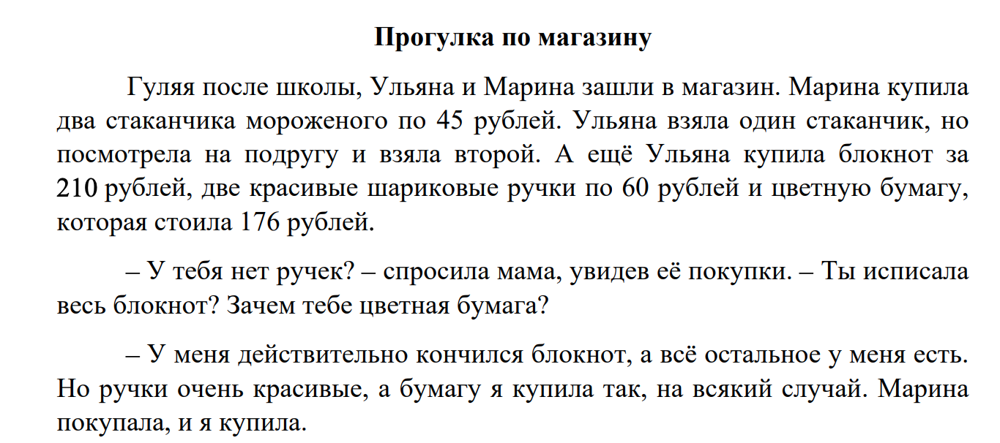 Прогулка по магазину
Гуляя после школы, Ульяна и Марина зашли в магазин. Марина купила
два стаканчика мороженого по 45 рублей. Ульяна взяла один стаканчик, но
посмотрела на подругу и взяла второй. А ещё Ульяна купила блокнот за
210 рублей, две красивые шариковые ручки по 60 рублей и цветную бумагу,
которая стоила 176 рублей.
– У тебя нет ручек? – спросила мама, увидев её покупки. – Ты исписала
весь блокнот? Зачем тебе цветная бумага?
– У меня действительно кончился блокнот, а всё остальное у меня есть.
Но ручки очень красивые, а бумагу я купила так, на всякий случай. Марина
покупала, и я купила.